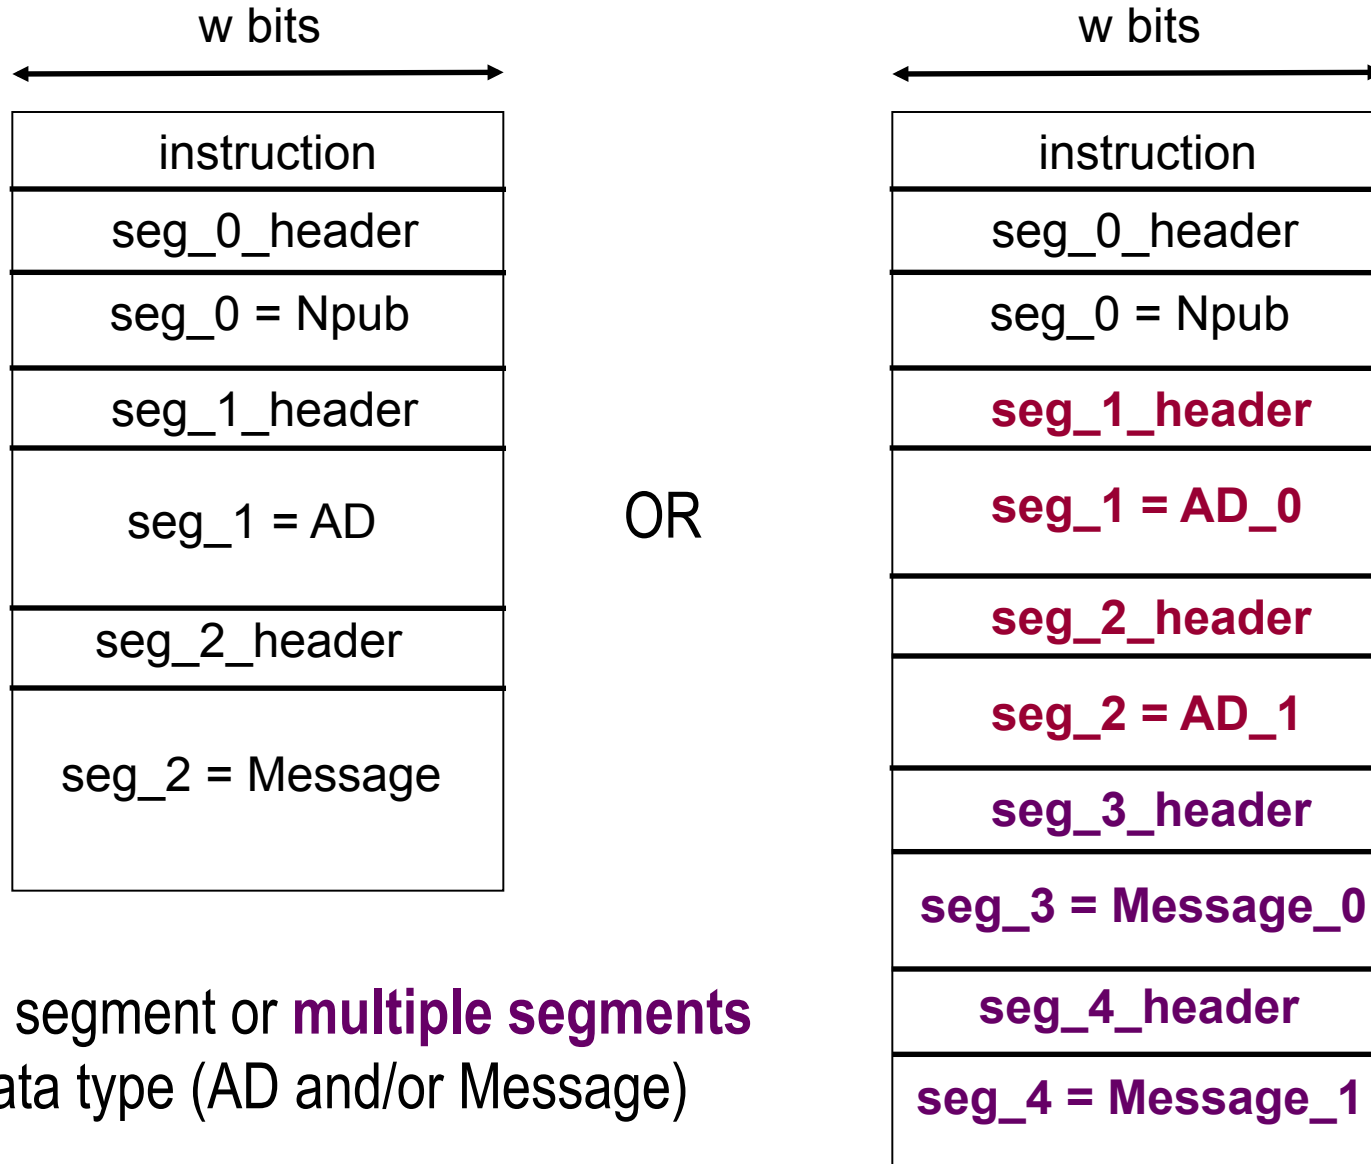 w bits
instruction
seg_0_header
seg_0 = Npub
seg_1_header
seg_1 = AD
seg_2_header
seg_2 = Message
OR
w bits
instruction
seg_0_header
seg_0 = Npub
seg_1_header
seg_1 = AD_0
seg_2_header
seg_2 = AD_1
seg_3_header
seg_3 = Message_0
seg_4_header
seg_4 = Message_1
segment or multiple segments
type (AD and/or Message)